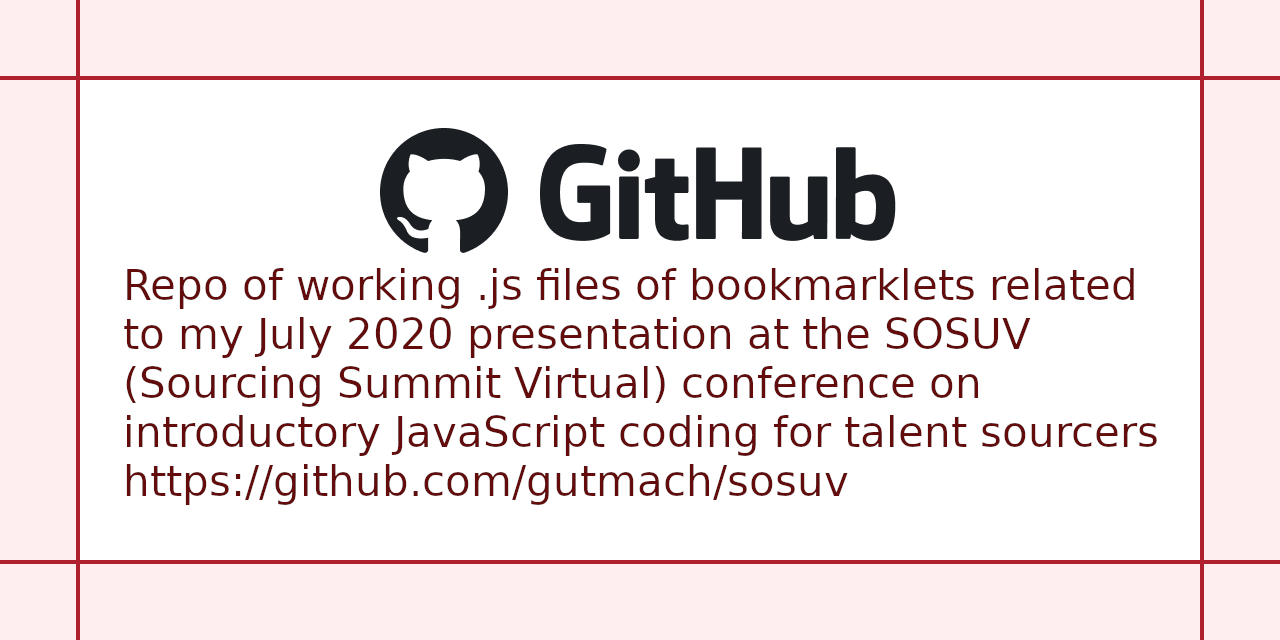 GitHub
Repo of working .js files of bookmarklets related
to my July 2020 presentation at the SOSUV
(Sourcing Summit Virtual) conference on
introductory JavaScript coding for talent sourcers
https://github.com/gutmach/sosuv